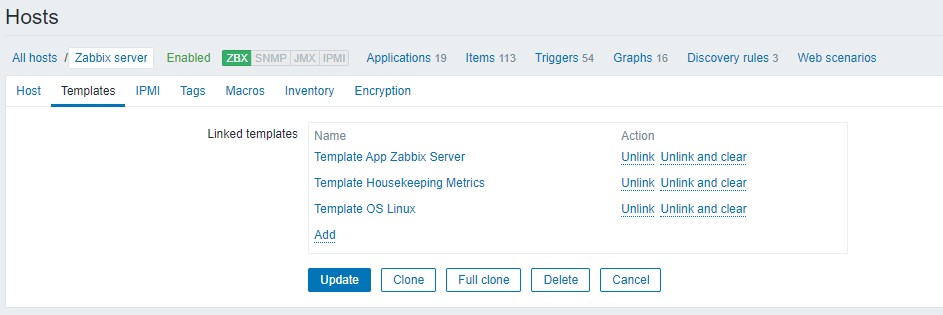 Hosts
All hosts / Zabbix server Enabled ZBX SNMP JMX IPMI Applications 19 Items 113 Triggers 54 Graphs 16 Discovery rules 3 Web scenarios
Host Templates IPMI Tags Macros Inventory Encryption
Linked templates Name Action
Template App Zabbix Server Unlink Unlink and clear
Template Housekeeping Metrics Unlink Unlink and clear
Template OS Linux Unlink Unlink and clear
Add
Update Clone Full clone Delete Cancel